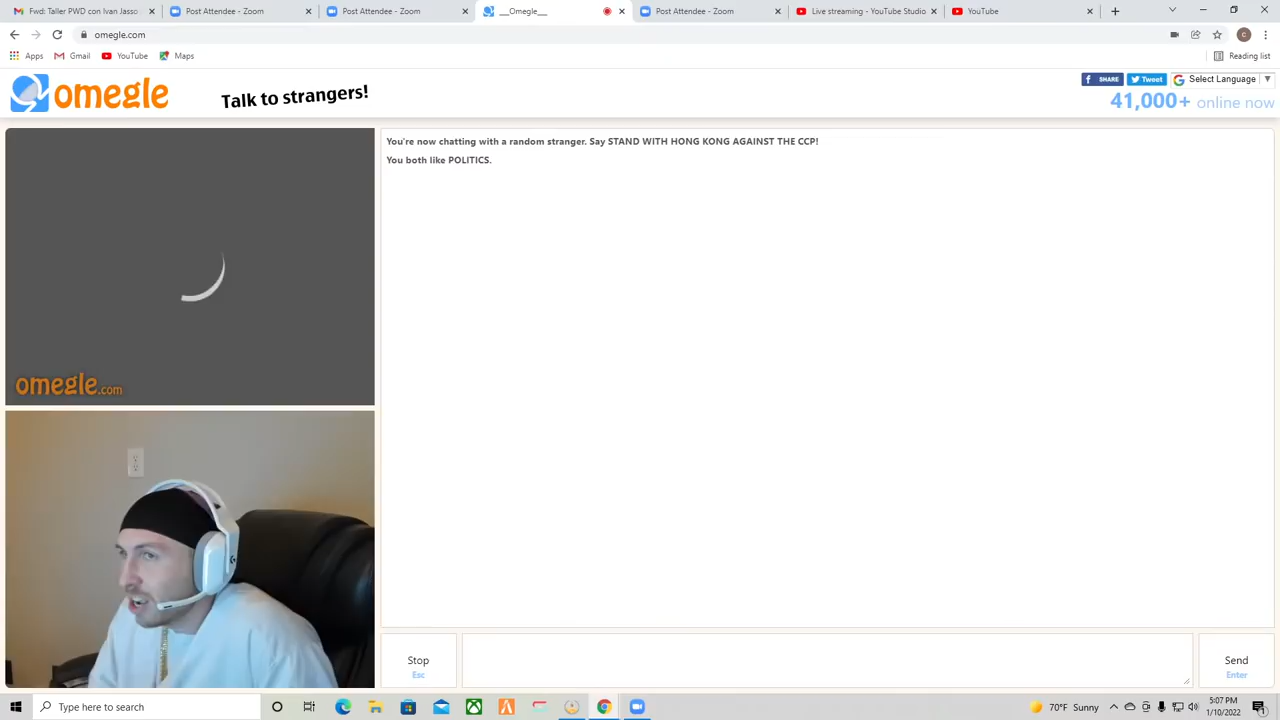 Fwd: Taller PWD con Ivan Jasso
Post Attendee - Zoom
Post Attendee - Zoom
__Omegle__
Post Attendee - Zoom
Live streaming - YouTube Studio
YouTube
omegle.com
Apps
Gmail
YouTube
Maps
Reading list
omegle
Talk to strangers!
SHARE
Tweet
Select Language
41,000+ online now
You're now chatting with a random stranger. Say STAND WITH HONG KONG AGAINST THE CCP!
You both like POLITICS.
omegle.com
Stop
Esc
Send
Enter
Type here to search
70°F Sunny
5:07 PM
1/10/2022